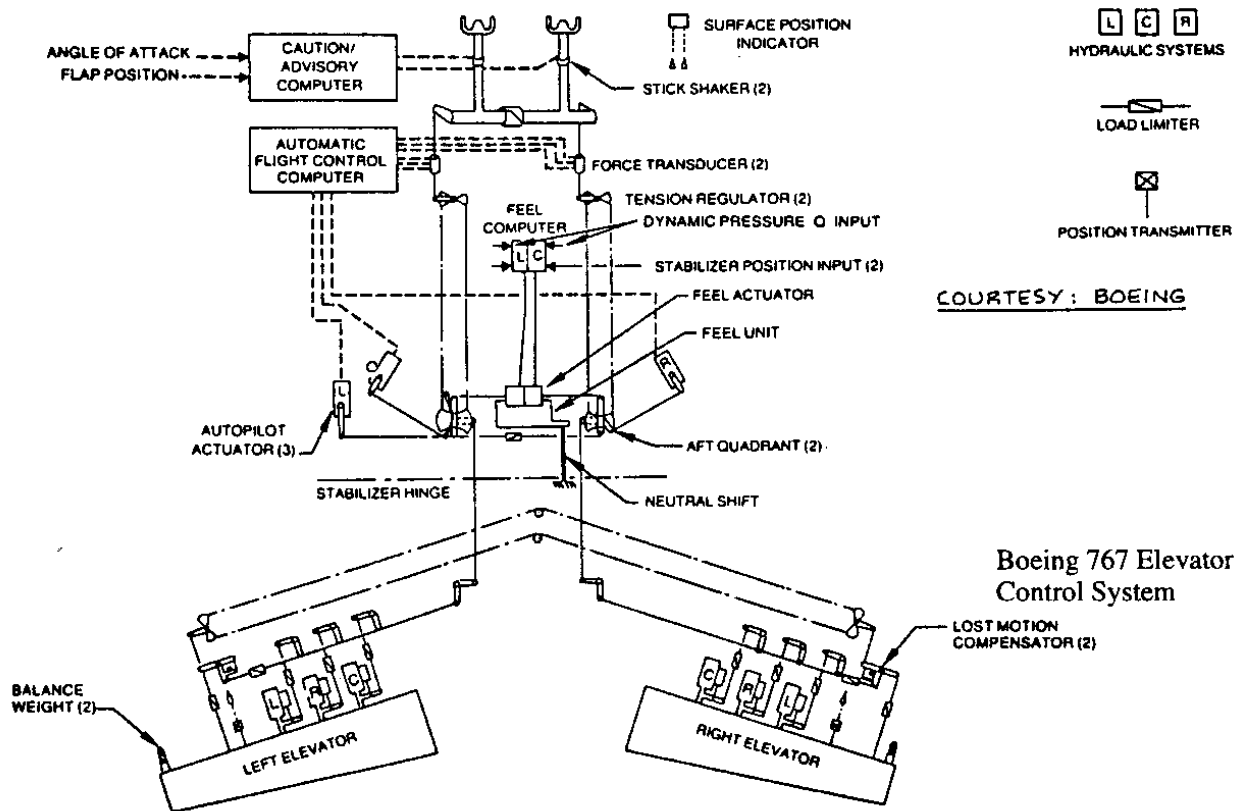 ANGLE OF ATTACK
FLAP POSITION
CAUTION/
ADVISORY
COMPUTER
SURFACE POSITION
INDICATOR
STICK SHAKER (2)
L C R
HYDRAULIC SYSTEMS
LOAD LIMITER
POSITION TRANSMITTER
COURTESY: BOEING
AUTOMATIC
FLIGHT CONTROL
COMPUTER
FORCE TRANSDUCER (2)
TENSION REGULATOR (2)
FEEL
COMPUTER
DYNAMIC PRESSURE Q INPUT
L C
STABILIZER POSITION INPUT (2)
FEEL ACTUATOR
FEEL UNIT
L
R
AUTOPILOT
ACTUATOR (3)
AFT QUADRANT (2)
STABILIZER HINGE
NEUTRAL SHIFT
Boeing 767 Elevator
Control System
LOST MOTION
COMPENSATOR (2)
BALANCE
WEIGHT (2)
L R C
LEFT ELEVATOR
C R L
RIGHT ELEVATOR